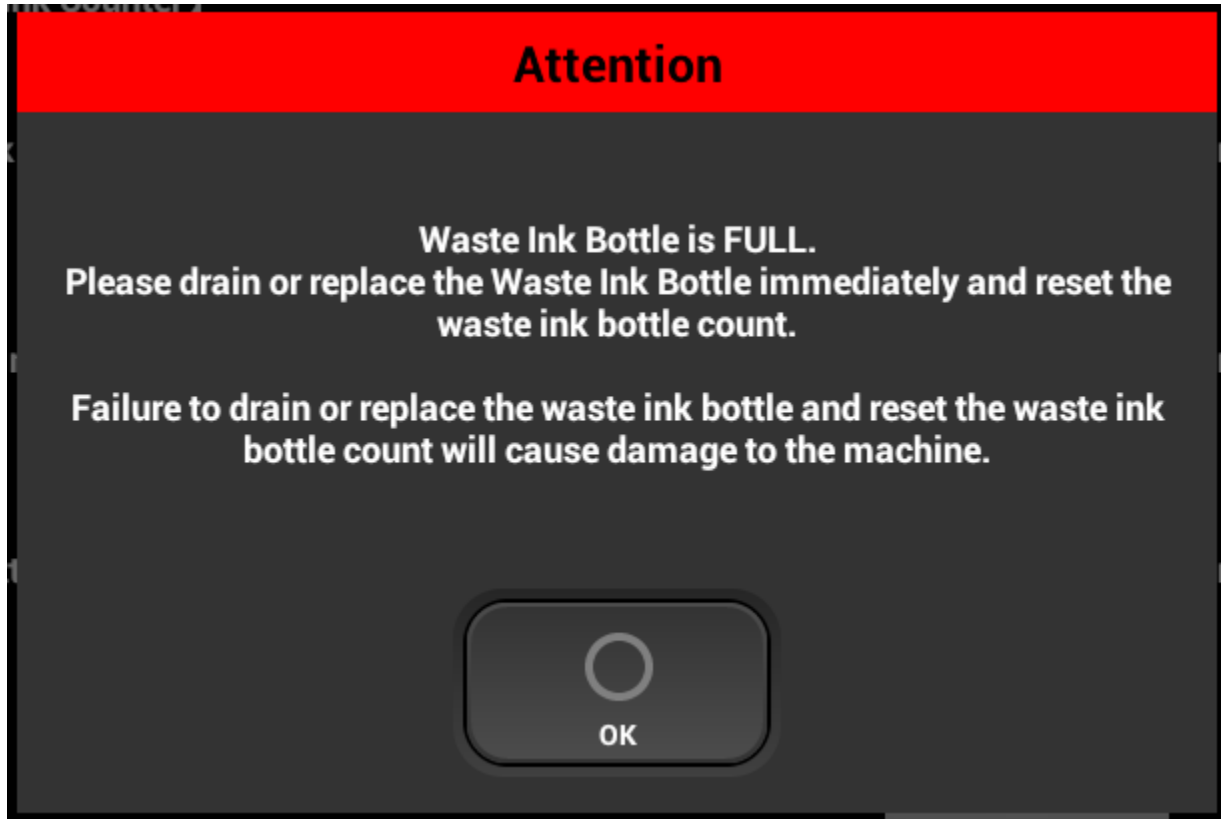 Attention
Waste Ink Bottle is FULL.
Please drain or replace the Waste Ink Bottle immediately and reset the
waste ink bottle count.
Failure to drain or replace the waste ink bottle and reset the waste ink
bottle count will cause damage to the machine.
OK